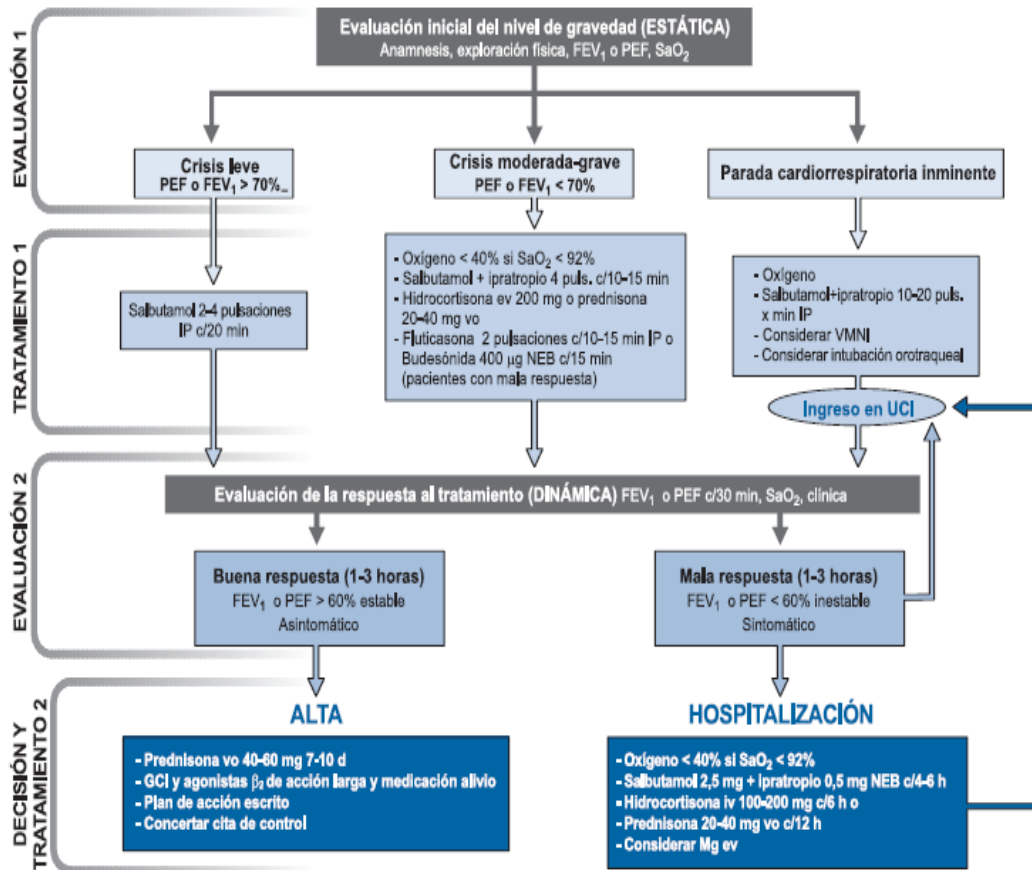 EVALUACIÓN 1
Evaluación inicial del nivel de gravedad (ESTÁTICA)
Anamnesis, exploración física, FEV₁ o PEF, SaO₂
Crisis leve
PEF o FEV₁ > 70%_
Crisis moderada-grave
PEF o FEV₁ < 70%
Parada cardiorrespiratoria inminente
TRATAMIENTO 1
Salbutamol 2-4 pulsaciones
IP c/20 min
- Oxígeno < 40% si SaO₂ < 92%
- Salbutamol + ipratropio 4 puls. c/10-15 min
- Hidrocortisona ev 200 mg o prednisona
20-40 mg vo
- Fluticasona 2 pulsaciones c/10-15 min IP o
Budesónida 400 µg NEB c/15 min
(pacientes con mala respuesta)
- Oxígeno
- Salbutamol+ipratropio 10-20 puls.
x min IP
- Considerar VMNI
- Considerar intubación orotraqueal
Ingreso en UCI
EVALUACIÓN 2
Evaluación de la respuesta al tratamiento (DINÁMICA) FEV₁ o PEF c/30 min, SaO₂, clínica
Buena respuesta (1-3 horas)
FEV₁ o PEF > 60% estable
Asintomático
Mala respuesta (1-3 horas)
FEV₁ o PEF < 60% inestable
Sintomático
DECISIÓN Y
TRATAMIENTO 2
ALTA
- Prednisona vo 40-60 mg 7-10 d
- GCI y agonistas β₂ de acción larga y medicación alivio
- Plan de acción escrito
- Concertar cita de control
HOSPITALIZACIÓN
- Oxígeno < 40% si SaO₂ < 92%
- Salbutamol 2,5 mg + ipratropio 0,5 mg NEB c/4-6 h
- Hidrocortisona iv 100-200 mg c/6 h o
- Prednisona 20-40 mg vo c/12 h
- Considerar Mg ev